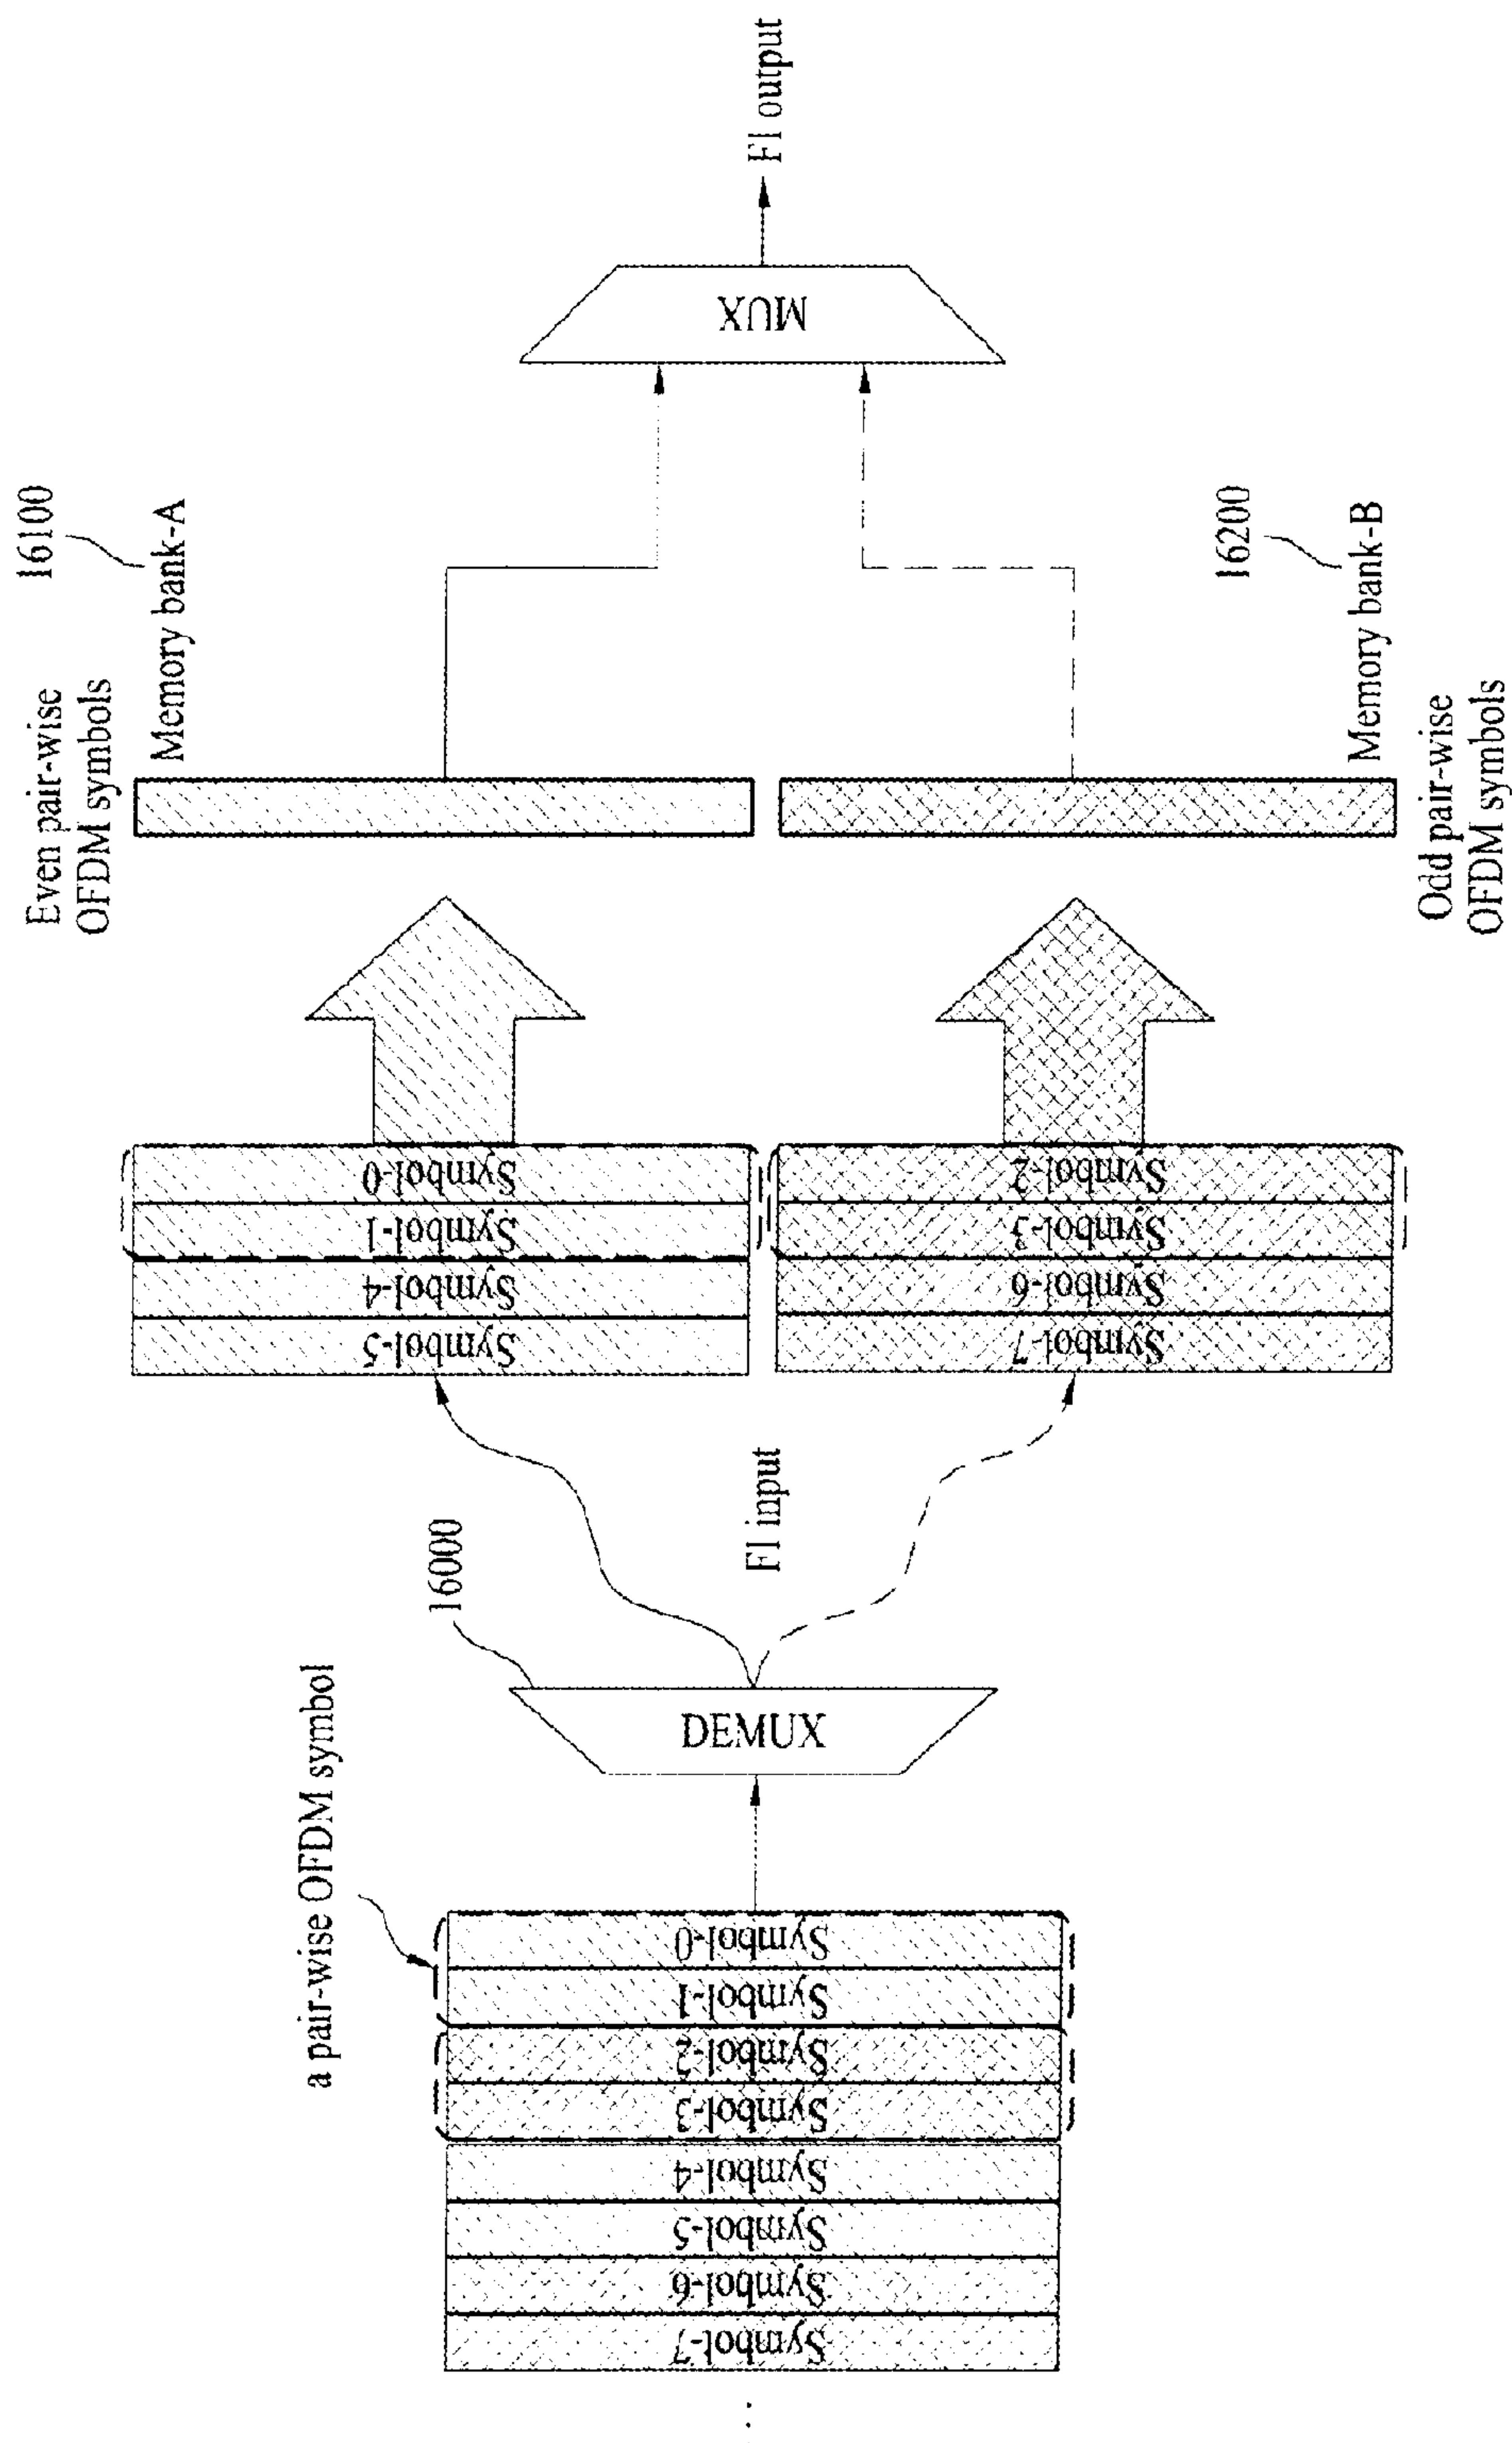 a pair-wise OFDM symbol
Symbol-7
Symbol-6
Symbol-5
Symbol-4
Symbol-3
Symbol-2
Symbol-1
Symbol-0
16000
DEMUX
FI input
Symbol-5
Symbol-4
Symbol-1
Symbol-0
Symbol-7
Symbol-6
Symbol-3
Symbol-2
Even pair-wise
OFDM symbols
Memory bank-A
16100
Odd pair-wise
OFDM symbols
Memory bank-B
16200
MUX
FI output